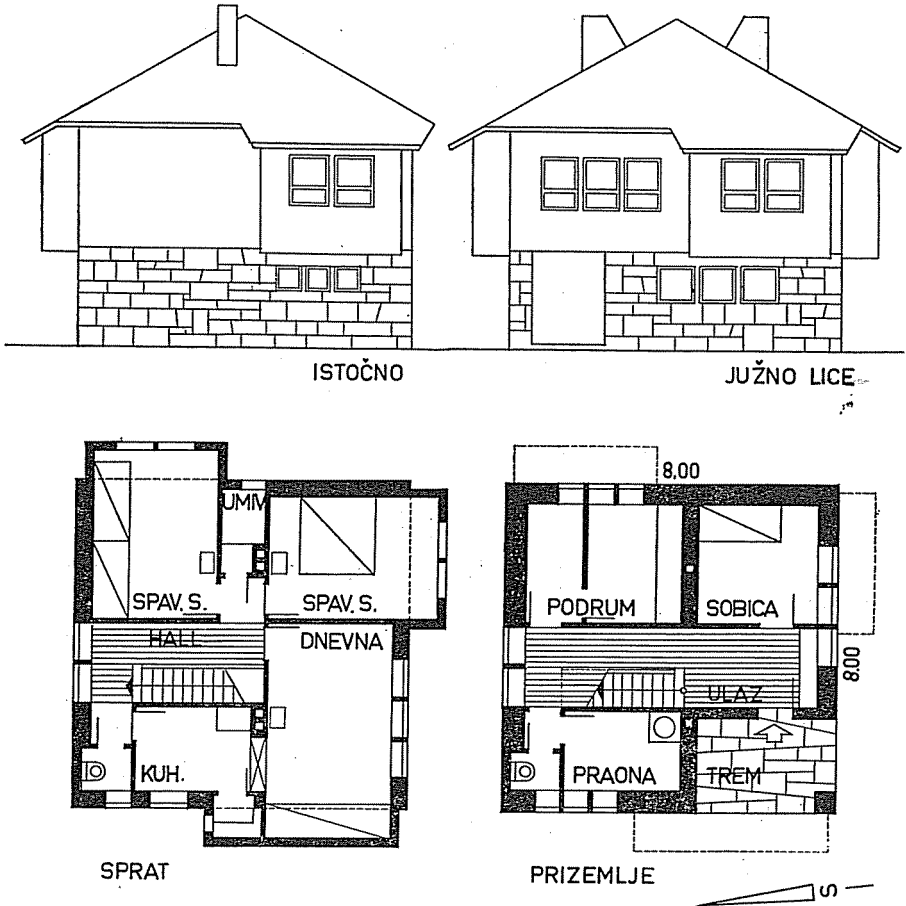 ISTOČNO
JUŽNO LICE
8,00
UMIV
SPAV. S.
SPAV. S.
HALL
DNEVNA
KUH.
SPRAT
PODRUM
SOBICA
8.00
ULAZ
PRAONA
TREM
PRIZEMLJE
S